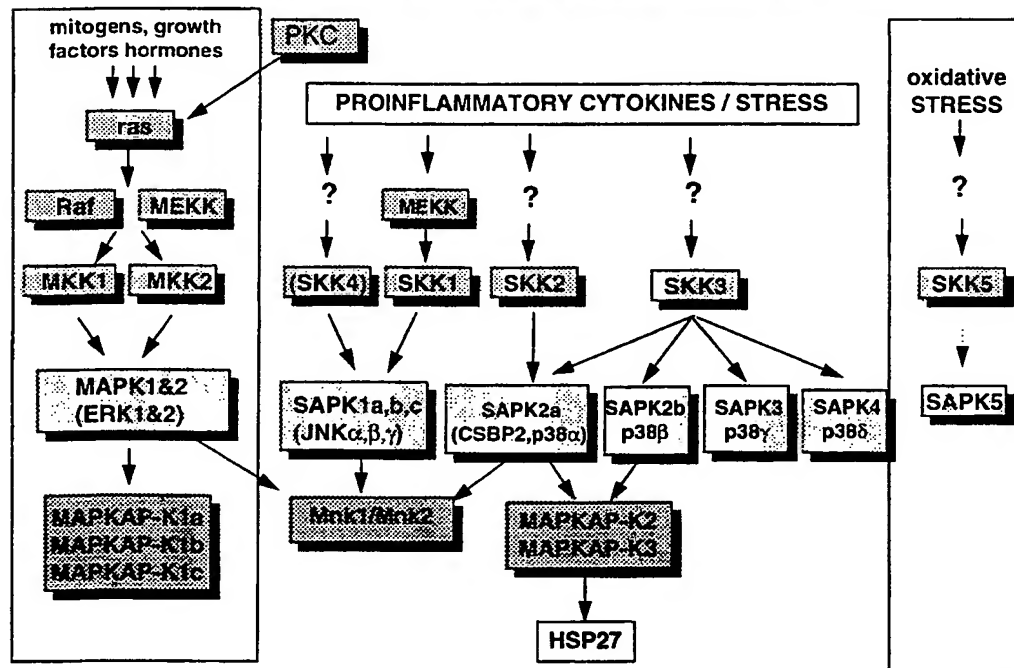 mitogens, growth
factors hormones
PKC
ras
Raf
MEKK
MKK1
MKK2
MAPK1&2
(ERK1&2)
MAPKAP-K1a
MAPKAP-K1b
MAPKAP-K1c
PROINFLAMMATORY CYTOKINES / STRESS
?
MEKK
?
?
(SKK4)
SKK1
SKK2
SKK3
SAPK1a,b,c
(JNKα,β,γ)
SAPK2a
(CSBP2,p38α)
SAPK2b
p38β
SAPK3
p38γ
SAPK4
p38δ
Mnk1/Mnk2
MAPKAP-K2
MAPKAP-K3
HSP27
oxidative
STRESS
?
SKK5
SAPK5